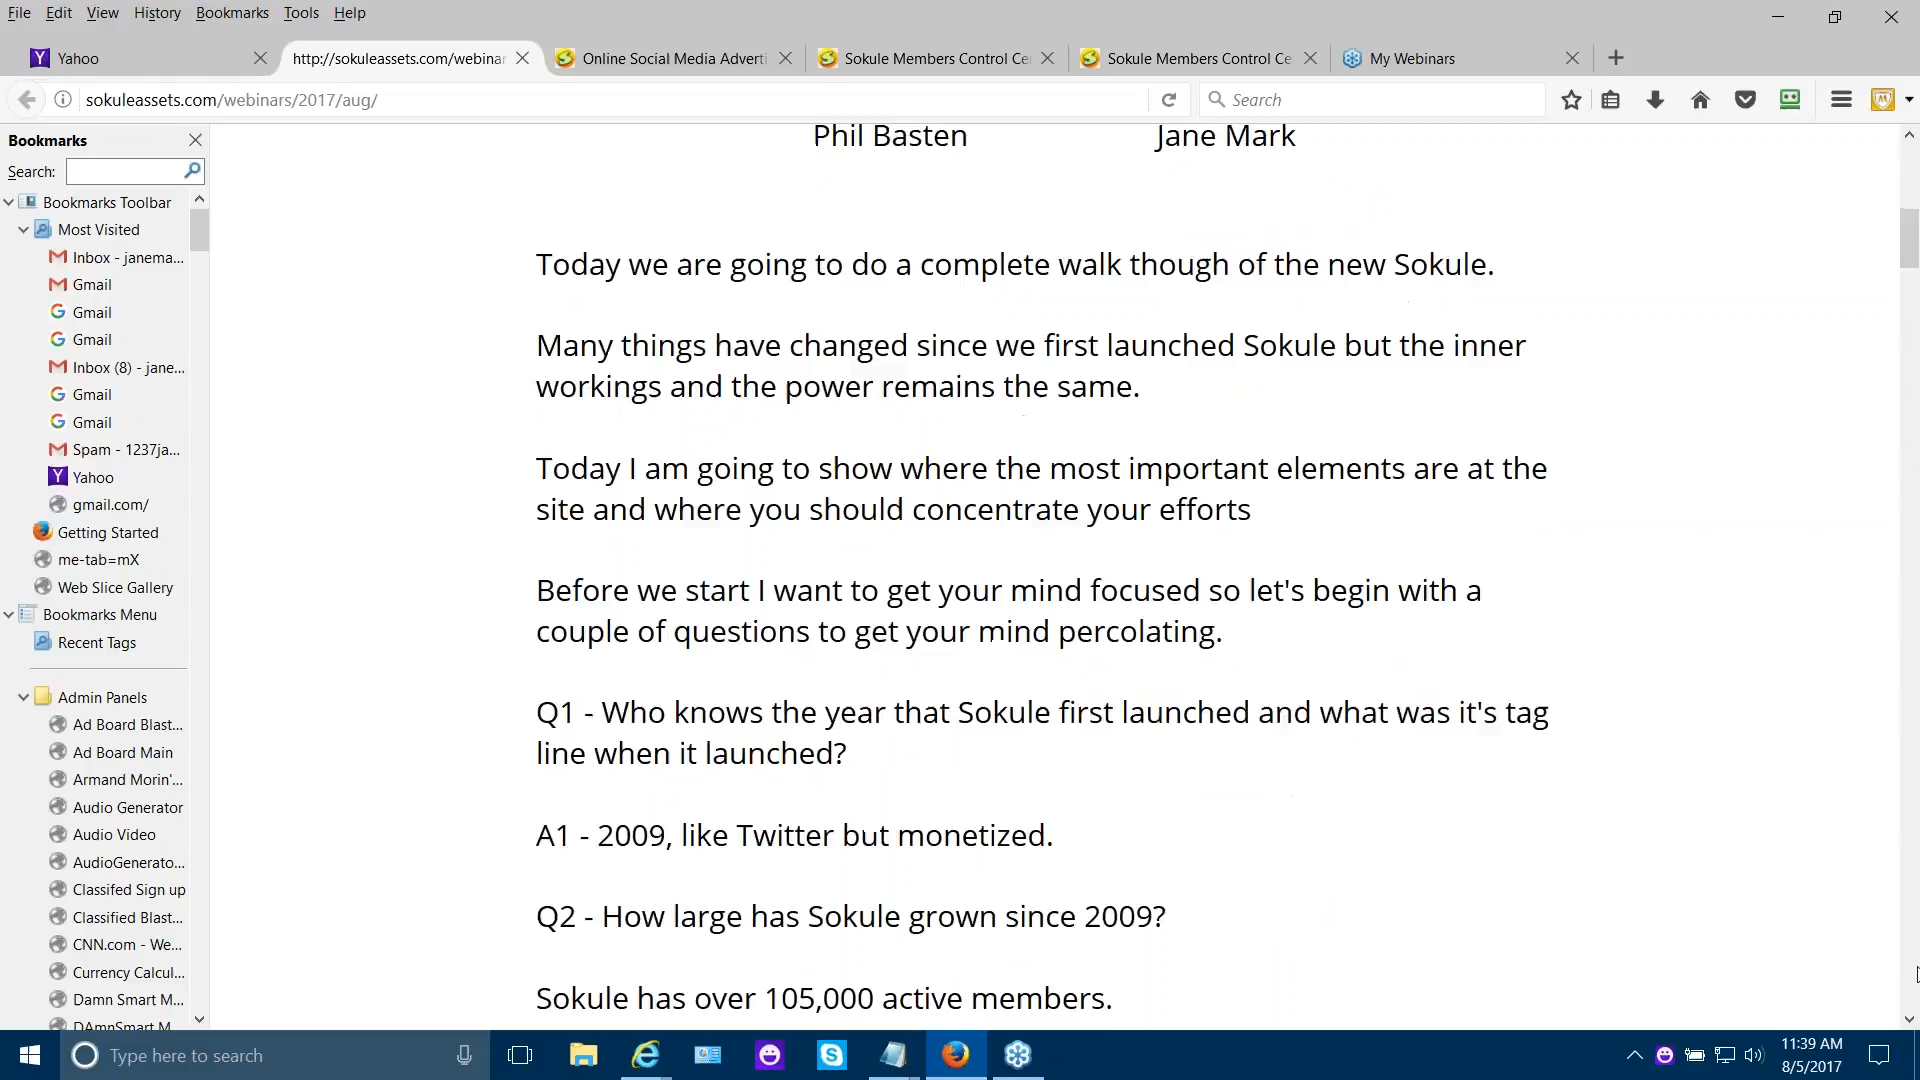 File Edit View History Bookmarks Tools Help
Yahoo
http://sokuleassets.com/webinar
Online Social Media Adverti
Sokule Members Control Ce
Sokule Members Control Ce
My Webinars
sokuleassets.com/webinars/2017/aug/
Search
Bookmarks
Search:
Bookmarks Toolbar
Most Visited
Inbox - janema...
Gmail
Gmail
Gmail
Inbox (8) - jane...
Gmail
Gmail
Spam - 1237ja...
Yahoo
gmail.com/
Getting Started
me-tab=mX
Web Slice Gallery
Bookmarks Menu
Recent Tags
Admin Panels
Ad Board Blast...
Ad Board Main
Armand Morin'...
Audio Generator
Audio Video
AudioGenerato...
Classifed Sign up
Classified Blast...
CNN.com - We...
Currency Calcul...
Damn Smart M...
DAmnSmart M
Phil Basten Jane Mark
Today we are going to do a complete walk though of the new Sokule.
Many things have changed since we first launched Sokule but the inner
workings and the power remains the same.
Today I am going to show where the most important elements are at the
site and where you should concentrate your efforts
Before we start I want to get your mind focused so let's begin with a
couple of questions to get your mind percolating.
Q1 - Who knows the year that Sokule first launched and what was it's tag
line when it launched?
A1 - 2009, like Twitter but monetized.
Q2 - How large has Sokule grown since 2009?
Sokule has over 105,000 active members.
Type here to search
11:39 AM
8/5/2017